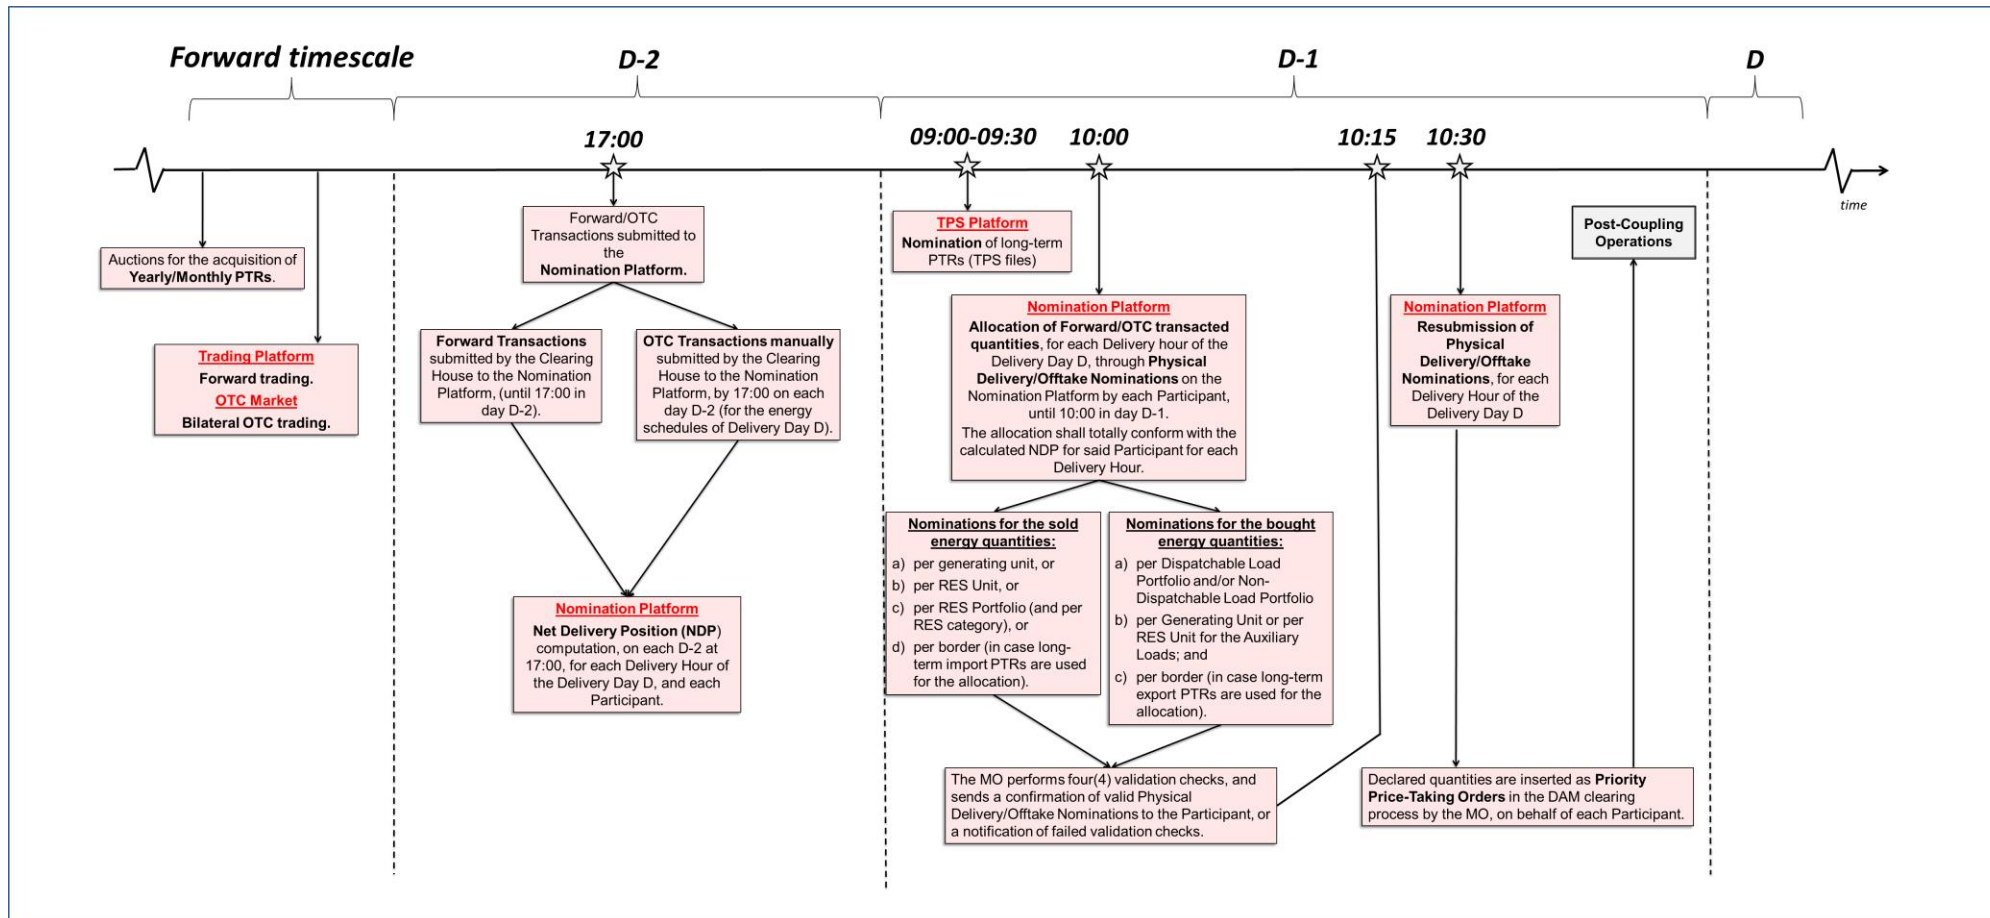 Forward timescale
D-2
D-1
D
17:00
09:00-09:30
10:00
10:15
10:30
time
Auctions for the acquisition of
Yearly/Monthly PTRs.
Trading Platform
Forward trading.
OTC Market
Bilateral OTC trading.
Forward/OTC
Transactions submitted to
the
Nomination Platform.
Forward Transactions
submitted by the Clearing
House to the Nomination
Platform, (until 17:00 in
day D-2).
OTC Transactions manually
submitted by the Clearing
House to the Nomination
Platform, by 17:00 on each
day D-2 (for the energy
schedules of Delivery Day D).
Nomination Platform
Net Delivery Position (NDP)
computation, on each D-2 at
17:00, for each Delivery Hour of
the Delivery Day D, and each
Participant.
TPS Platform
Nomination of long-term
PTRs (TPS files)
Nomination Platform
Allocation of Forward/OTC transacted
quantities, for each Delivery hour of the
Delivery Day D, through Physical
Delivery/Offtake Nominations on the
Nomination Platform by each Participant,
until 10:00 in day D-1.
The allocation shall totally conform with the
calculated NDP for said Participant for each
Delivery Hour.
Nominations for the sold
energy quantities:
a) per generating unit, or
b) per RES Unit, or
c) per RES Portfolio (and per
RES category), or
d) per border (in case long-
term import PTRs are used
for the allocation).
Nominations for the bought
energy quantities:
a) per Dispatchable Load
Portfolio and/or Non-
Dispatchable Load Portfolio
b) per Generating Unit or per
RES Unit for the Auxiliary
Loads; and
c) per border (in case long-term
export PTRs are used for the
allocation).
The MO performs four(4) validation checks, and
sends a confirmation of valid Physical
Delivery/Offtake Nominations to the Participant, or
a notification of failed validation checks.
Nomination Platform
Resubmission of
Physical
Delivery/Offtake
Nominations, for each
Delivery Hour of the
Delivery Day D
Post-Coupling
Operations
Declared quantities are inserted as Priority
Price-Taking Orders in the DAM clearing
process by the MO, on behalf of each Participant.